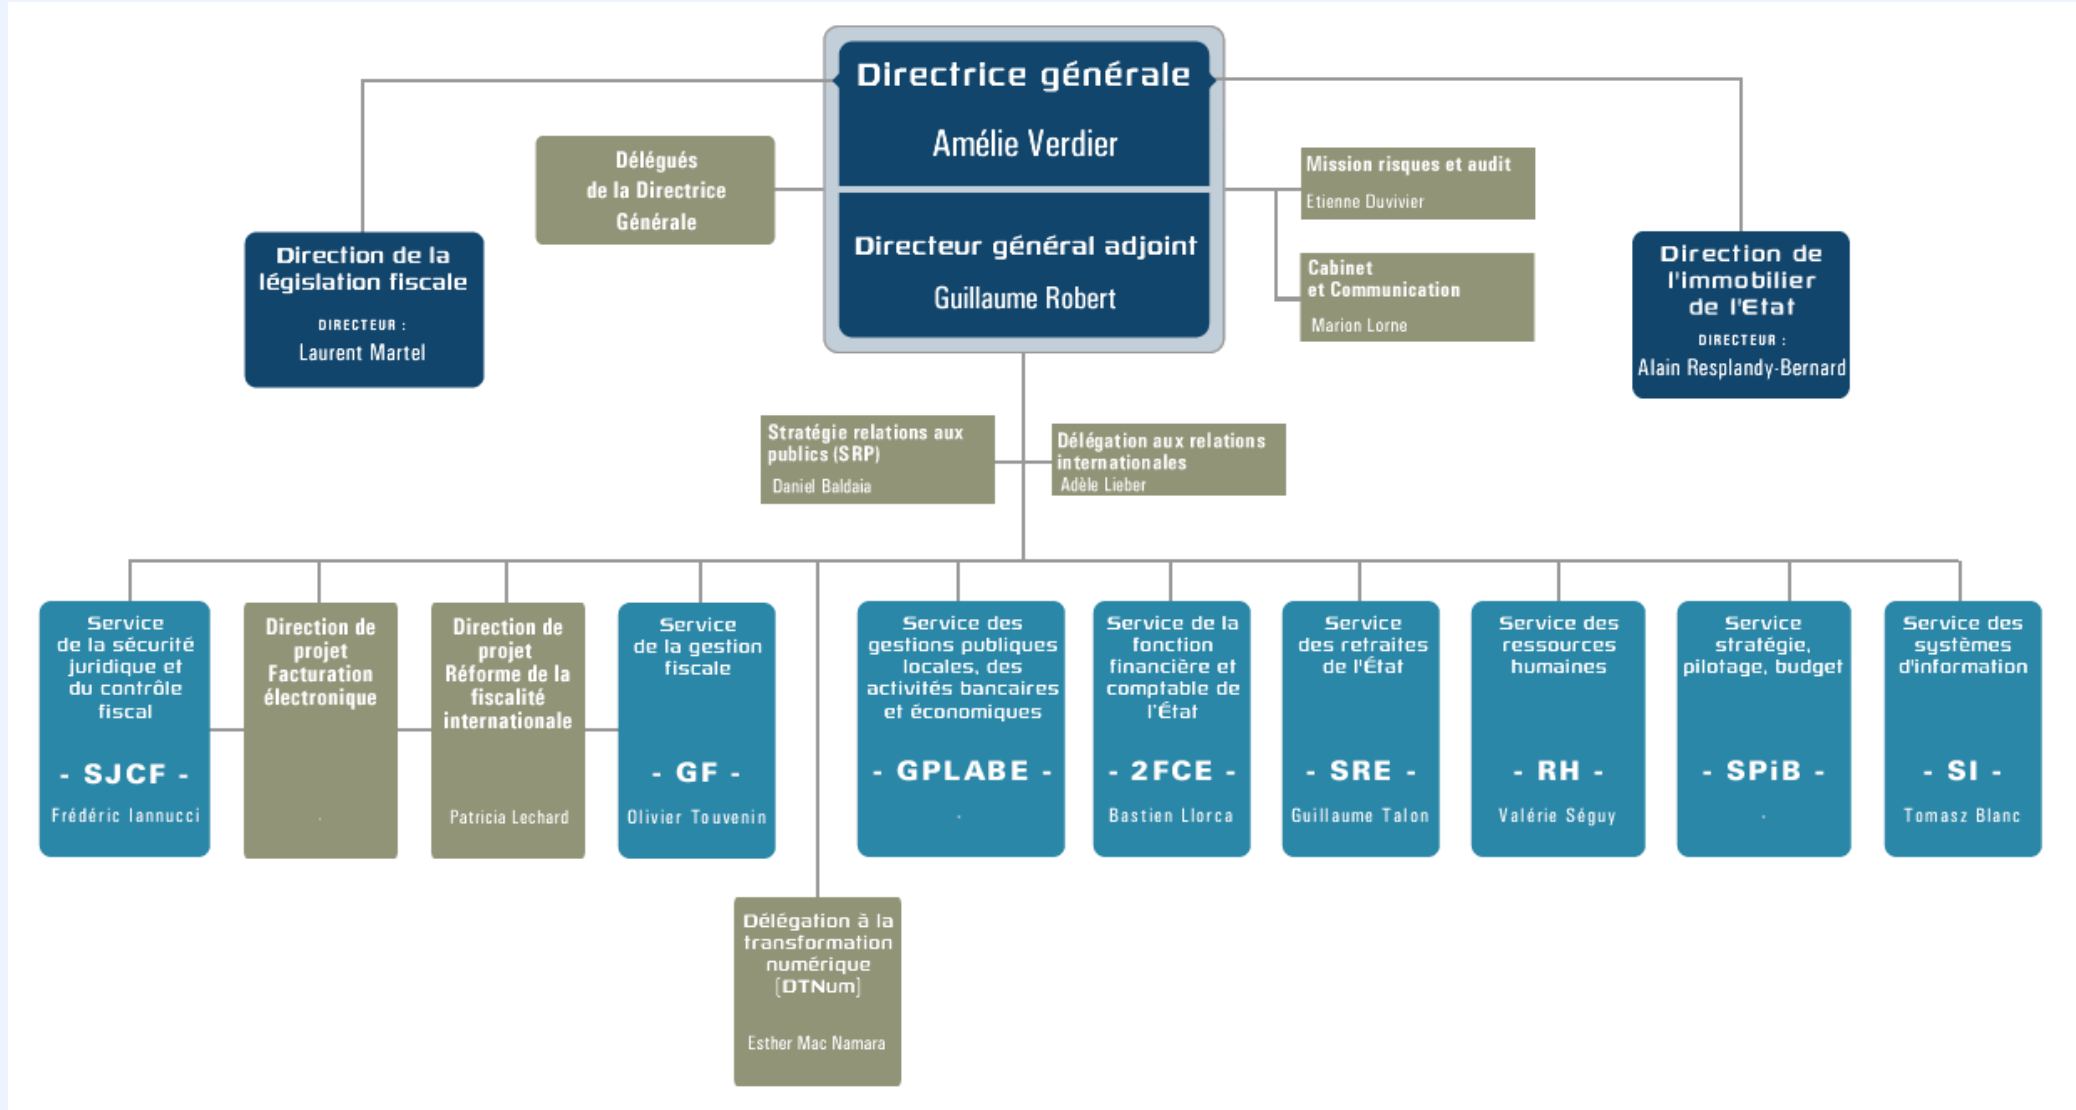 Directrice générale
Amélie Verdier
Directeur général adjoint
Guillaume Robert
Délégués
de la Directrice
Générale
Mission risques et audit
Etienne Duvivier
Cabinet
et Communication
Marion Lorne
Direction de la
législation fiscale
DIRECTEUR :
Laurent Martel
Direction de
l'immobilier
de l'Etat
DIRECTEUR :
Alain Resplandy-Bernard
Stratégie relations aux
publics (SRP)
Daniel Baldaia
Délégation aux relations
internationales
Adèle Lieber
Service
de la sécurité
juridique et
du contrôle
fiscal
- SJCF -
Frédéric Iannucci
Direction de
projet
Facturation
électronique
.
Direction de
projet
Réforme de la
fiscalité
internationale
Patricia Lechard
Service
de la gestion
fiscale
- GF -
Olivier Touvenin
Service des
gestions publiques
locales, des
activités bancaires
et économiques
- GPLABE -
.
Service de la
fonction
financière et
comptable de
l'État
- 2FCE -
Bastien Llorca
Service
des retraites
de l'État
- SRE -
Guillaume Talon
Service des
ressources
humaines
- RH -
Valérie Séguy
Service
stratégie,
pilotage, budget
- SPiB -
.
Service des
systèmes
d'information
- SI -
Tomasz Blanc
Délégation à la
transformation
numérique
[DTNum]
Esther Mac Namara